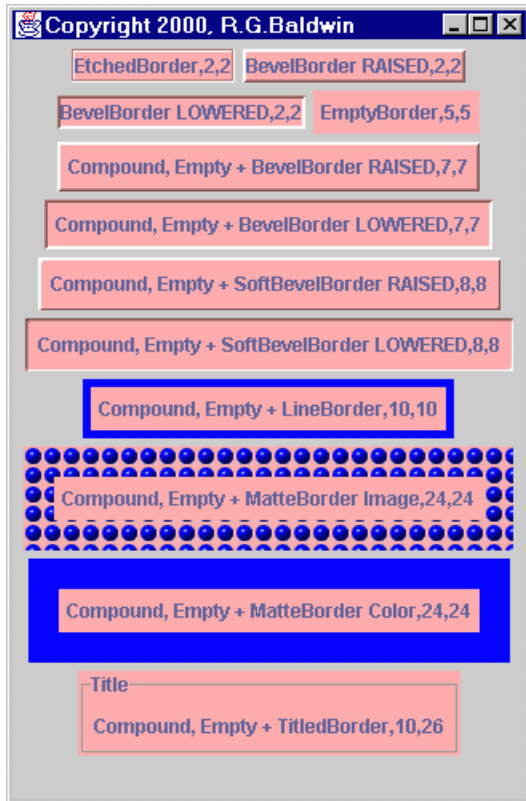 Copyright 2000, R.G.Baldwin
EtchedBorder,2,2 BevelBorder RAISED,2,2
BevelBorder LOWERED,2,2 EmptyBorder,5,5
Compound, Empty + BevelBorder RAISED,7,7
Compound, Empty + BevelBorder LOWERED,7,7
Compound, Empty + SoftBevelBorder RAISED,8,8
Compound, Empty + SoftBevelBorder LOWERED,8,8
Compound, Empty + LineBorder,10,10
Compound, Empty + MatteBorder Image,24,24
Compound, Empty + MatteBorder Color,24,24
Title
Compound, Empty + TitledBorder,10,26